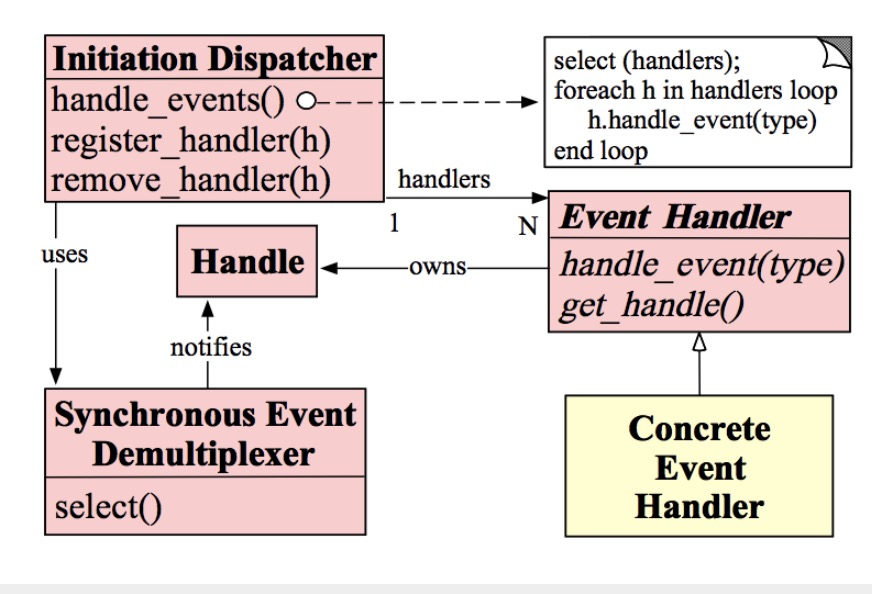 Initiation Dispatcher
handle_events()
register_handler(h)
remove_handler(h)
select (handlers);
foreach h in handlers loop
h.handle_event(type)
end loop
handlers
1
N
Event Handler
handle_event(type)
get_handle()
uses
Handle
owns
notifies
Synchronous Event
Demultiplexer
select()
Concrete
Event
Handler